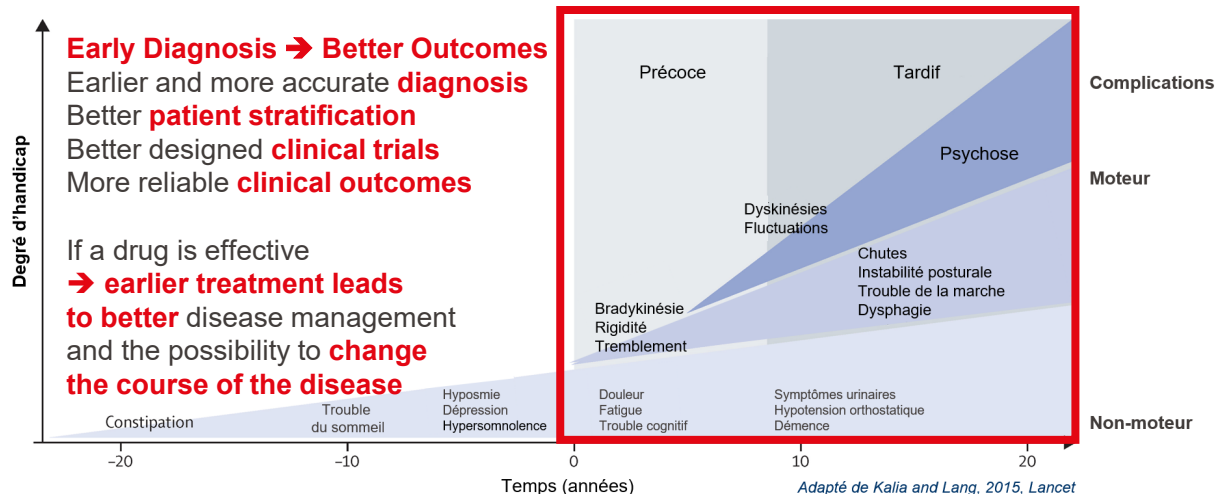 Early Diagnosis ➔ Better Outcomes
Earlier and more accurate diagnosis
Better patient stratification
Better designed clinical trials
More reliable clinical outcomes
If a drug is effective
➔ earlier treatment leads
to better disease management
and the possibility to change
the course of the disease
Degré d'handicap
Précoce
Tardif
Complications
Psychose
Moteur
Dyskinésies
Fluctuations
Chutes
Instabilité posturale
Trouble de la marche
Dysphagie
Bradykinésie
Rigidité
Tremblement
Constipation
Trouble
du sommeil
Hyposmie
Dépression
Hypersomnolence
Douleur
Fatigue
Trouble cognitif
Symptômes urinaires
Hypotension orthostatique
Démence
Non-moteur
–20
–10
0
10
20
Temps (années)
Adapté de Kalia and Lang, 2015, Lancet